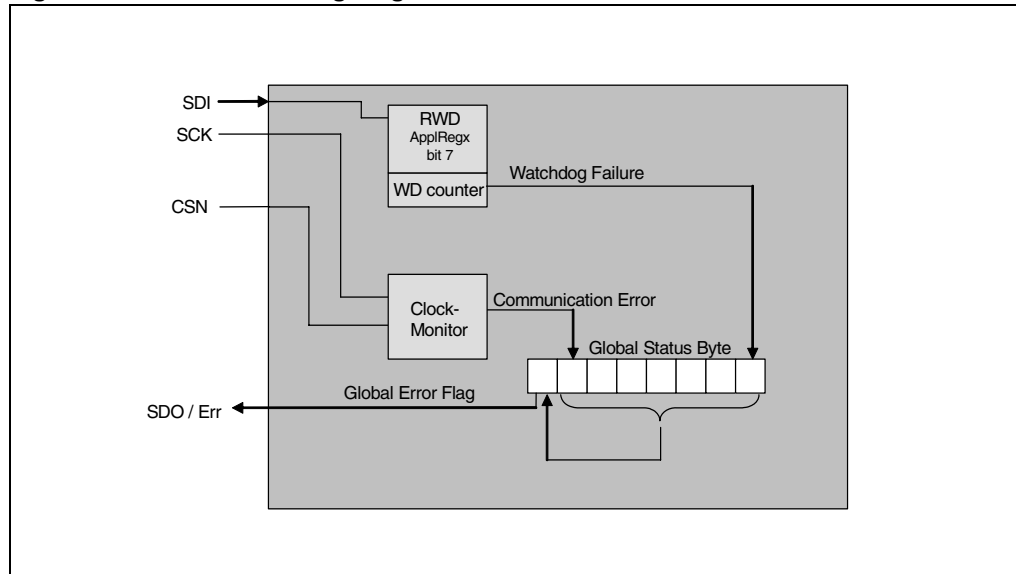 SDI
SCK
CSN
RWD
ApplRegx
bit 7
WD counter
Watchdog Failure
Clock-
Monitor
Communication Error
Global Status Byte
Global Error Flag
SDO / Err